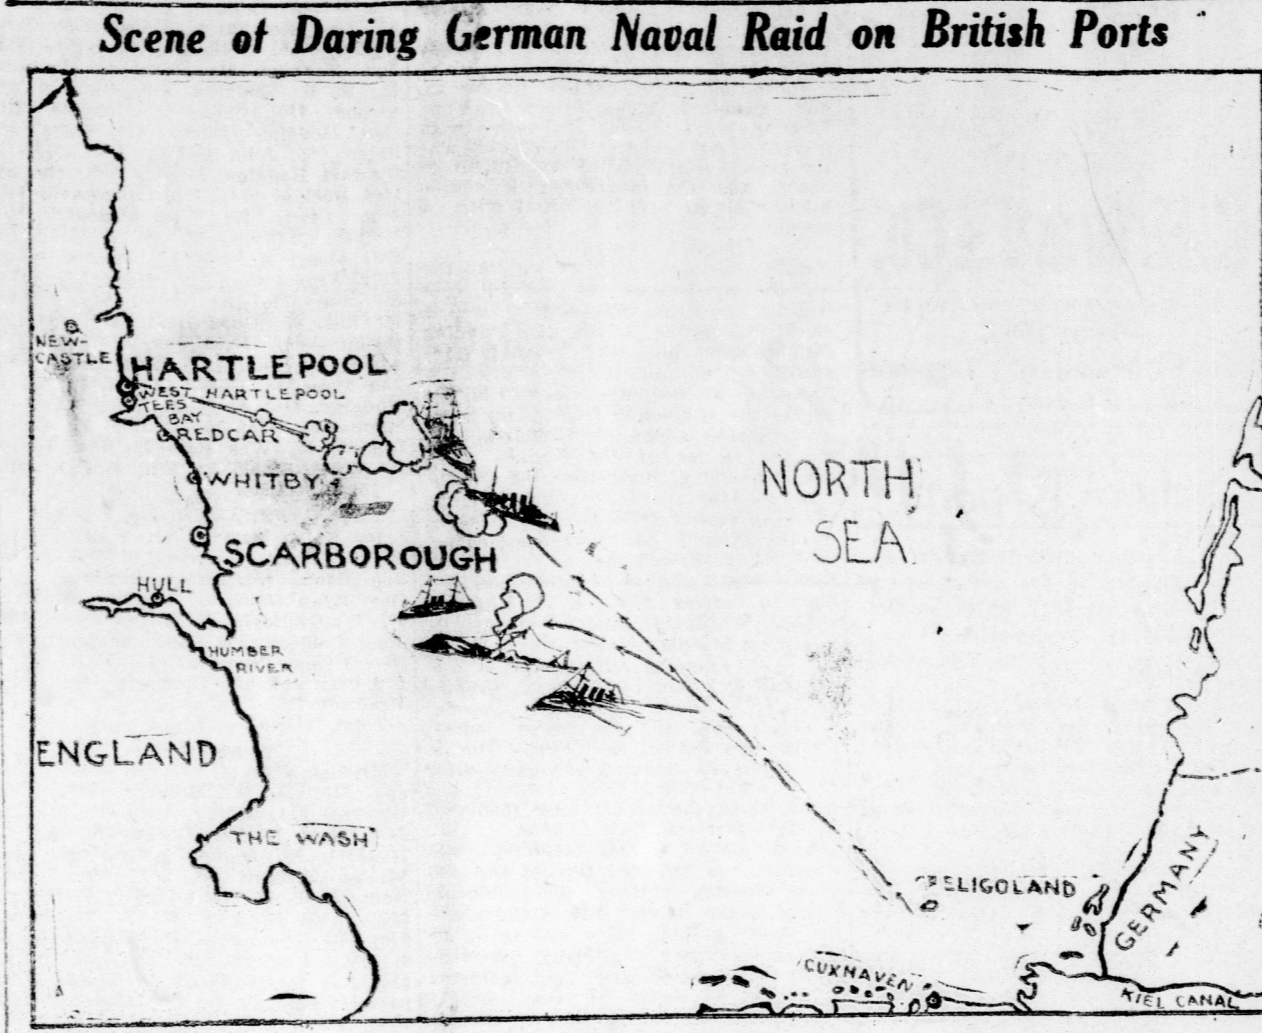 Scene of Daring German Naval Raid on British Ports
NEW-
CASTLE
HARTLEPOOL
WEST HARTLEPOOL
TEES
BAY
REDCAR
WHITBY
NORTH
SEA
SCARBOROUGH
HULL
HUMBER
RIVER
ENGLAND
THE WASH
ELIGOLAND
GERMANY
CUXHAVEN
KIEL CANAL